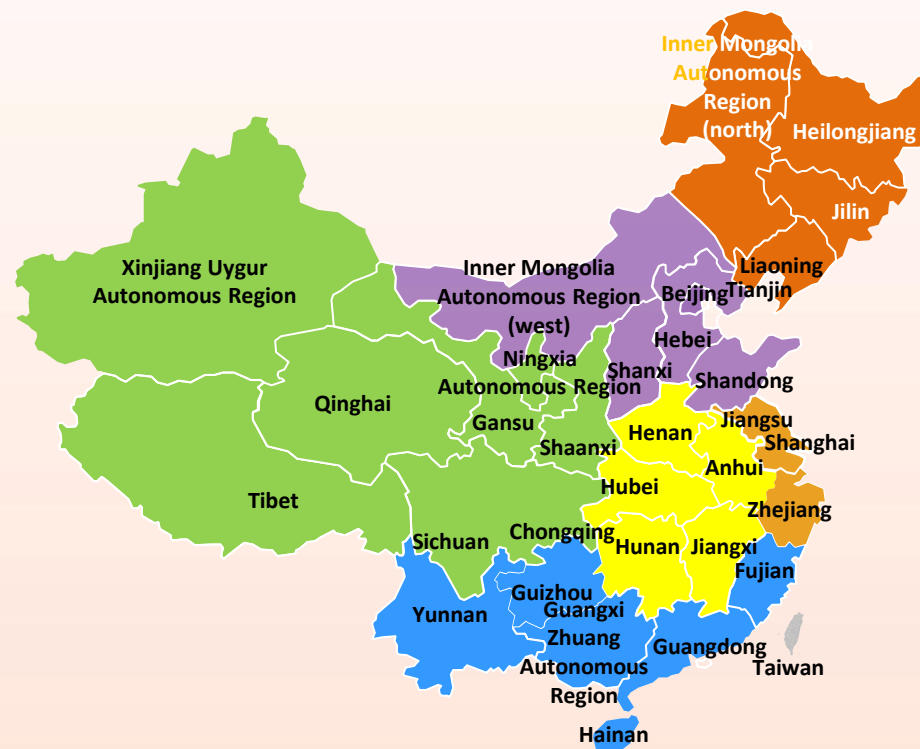 Inner Mongolia
Autonomous
Region
(north)
Heilongjiang
Jilin
Liaoning
Xinjiang Uygur
Autonomous Region
Inner Mongolia
Autonomous Region
(west)
Beijing
Tianjin
Hebei
Ningxia
Autonomous Region
Shanxi
Shandong
Qinghai
Gansu
Shaanxi
Henan
Jiangsu
Shanghai
Anhui
Hubei
Tibet
Zhejiang
Sichuan
Chongqing
Hunan
Jiangxi
Fujian
Yunnan
Guizhou
Guangxi
Zhuang
Autonomous
Region
Guangdong
Taiwan
Hainan